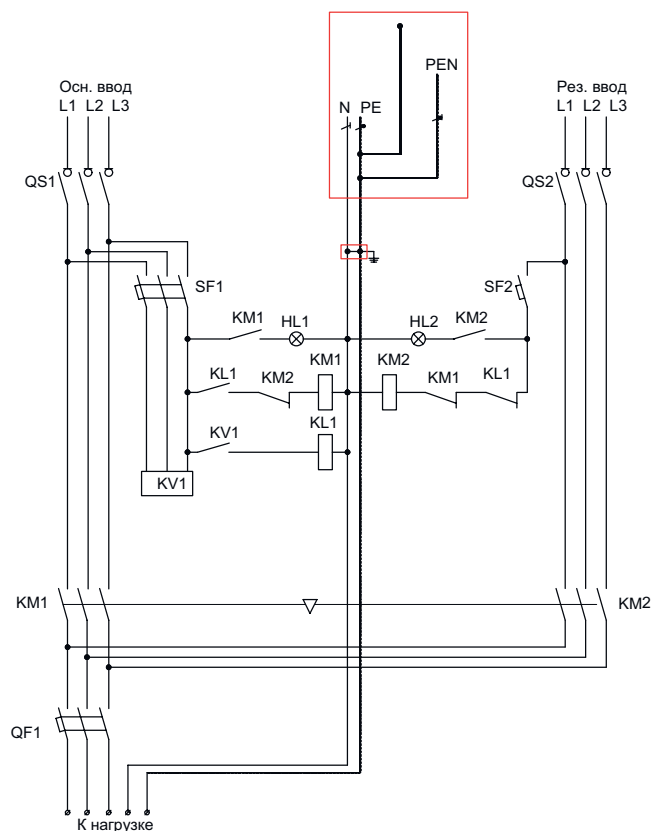 PEN
Осн. ввод
L1 L2 L3
N PE
Рез. ввод
L1 L2 L3
QS1
QS2
SF1
SF2
KM1 HL1
HL2 KM2
KL1 KM2 KM1
KM2 KM1 KL1
KV1 KL1
KV1
KM1
KM2
QF1
К нагрузке